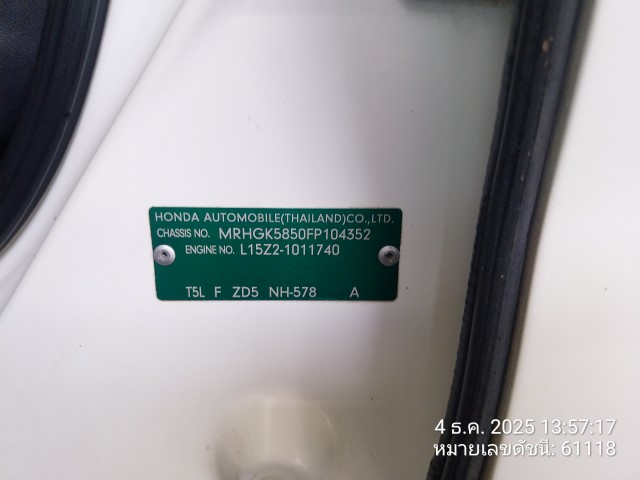 HONDA AUTOMOBILE(THAILAND)CO.,LTD.
CHASSIS NO. MRHGK5850FP104352
ENGINE NO. L15Z2-1011740
T5L F ZD5 NH-578 A
4 ธ.ค. 2025 13:57:17
หมายเลขดัชนี: 61118